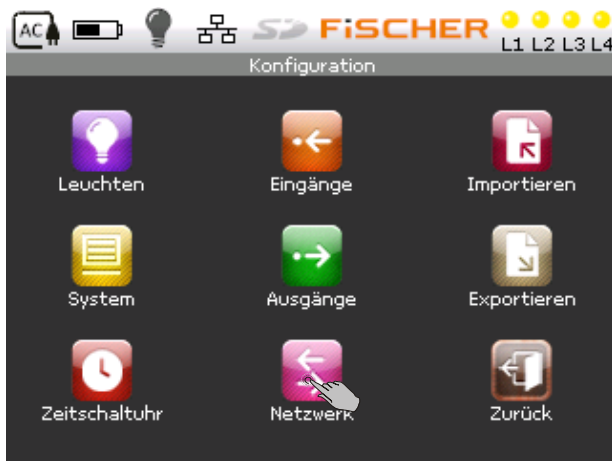 AC SD FiSCHER L1 L2 L3 L4
Konfiguration
Leuchten Eingänge Importieren
System Ausgänge Exportieren
Zeitschaltuhr Netzwerk Zurück